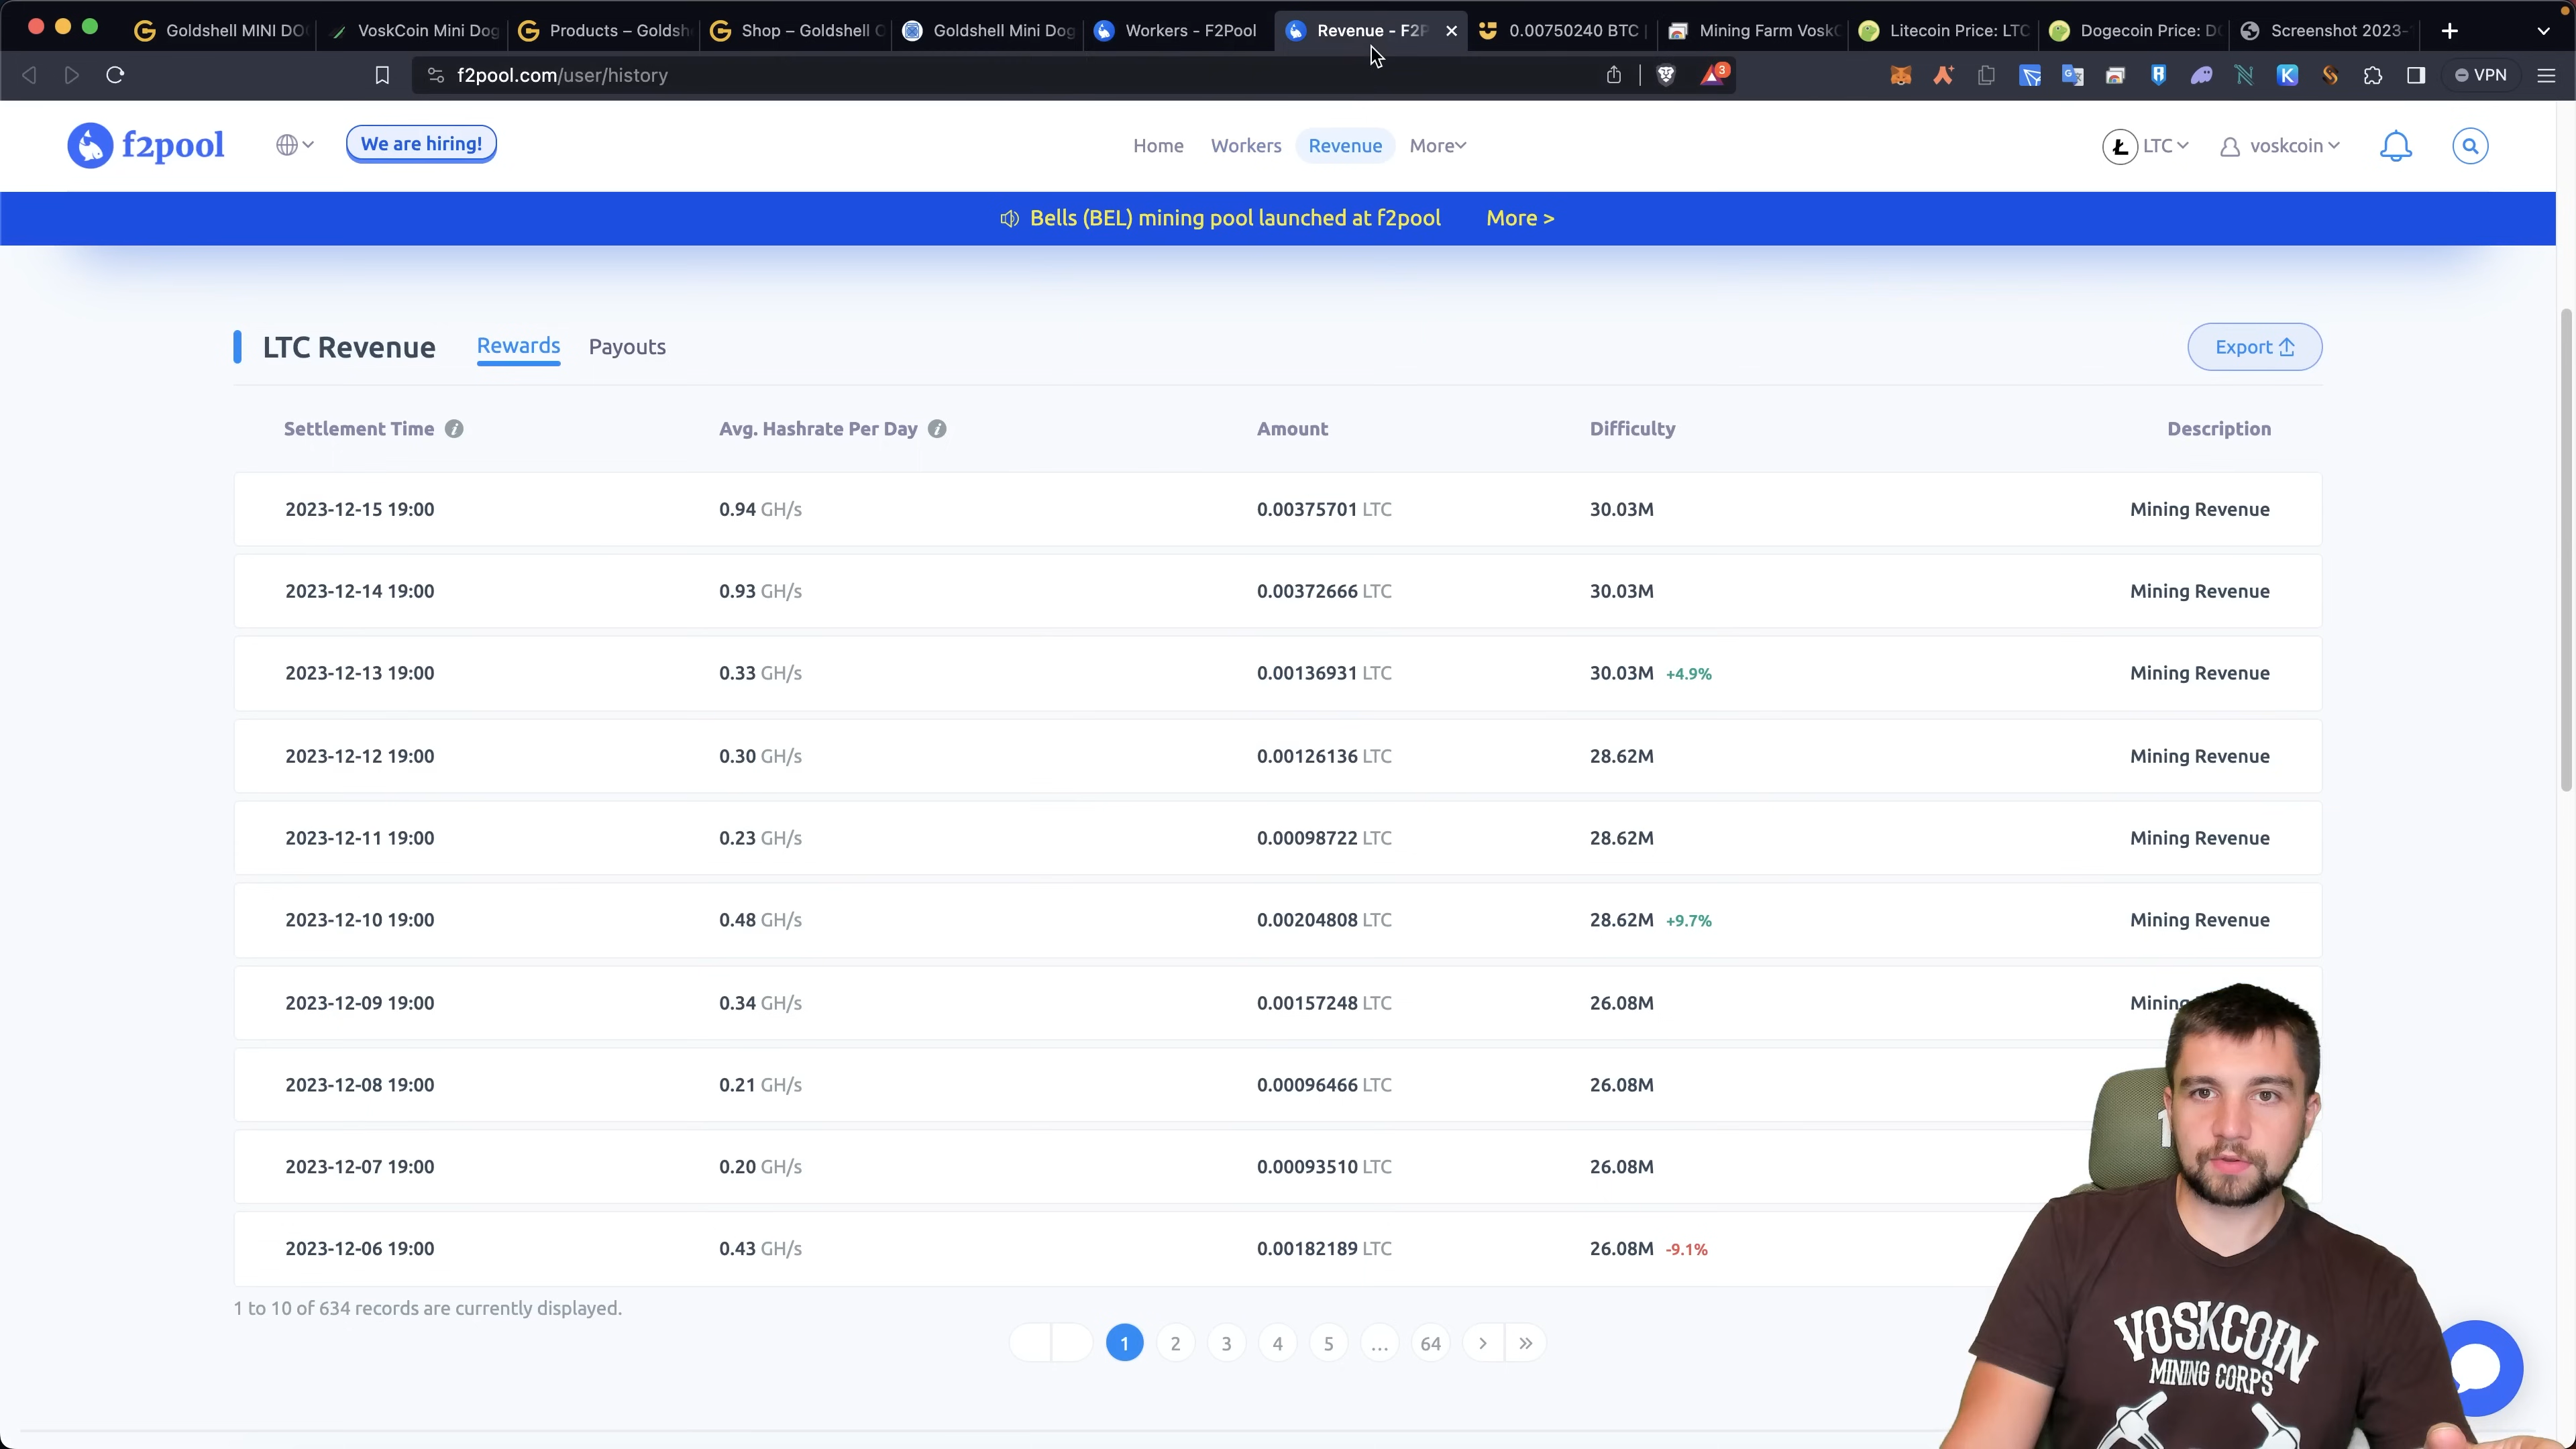 Goldshell MINI DO
VoskCoin Mini Dog
Products – Goldsh
Shop – Goldshell
Goldshell Mini Dog
Workers - F2Pool
Revenue - F2P
0.00750240 BTC
Mining Farm Vosk
Litecoin Price: LTC
Dogecoin Price: D
Screenshot 2023-
f2pool.com/user/history
3
VPN
f2pool
We are hiring!
Home Workers Revenue More
LTC
voskcoin
Bells (BEL) mining pool launched at f2pool More >
LTC Revenue Rewards Payouts Export
Settlement Time Avg. Hashrate Per Day Amount Difficulty Description
2023-12-15 19:00 0.94 GH/s 0.00375701 LTC 30.03M Mining Revenue
2023-12-14 19:00 0.93 GH/s 0.00372666 LTC 30.03M Mining Revenue
2023-12-13 19:00 0.33 GH/s 0.00136931 LTC 30.03M +4.9% Mining Revenue
2023-12-12 19:00 0.30 GH/s 0.00126136 LTC 28.62M Mining Revenue
2023-12-11 19:00 0.23 GH/s 0.00098722 LTC 28.62M Mining Revenue
2023-12-10 19:00 0.48 GH/s 0.00204808 LTC 28.62M +9.7% Mining Revenue
2023-12-09 19:00 0.34 GH/s 0.00157248 LTC 26.08M Mining
2023-12-08 19:00 0.21 GH/s 0.00096466 LTC 26.08M
2023-12-07 19:00 0.20 GH/s 0.00093510 LTC 26.08M
2023-12-06 19:00 0.43 GH/s 0.00182189 LTC 26.08M -9.1%
1 to 10 of 634 records are currently displayed.
1 2 3 4 5 ... 64 > »
VOSKCOIN
MINING CORPS